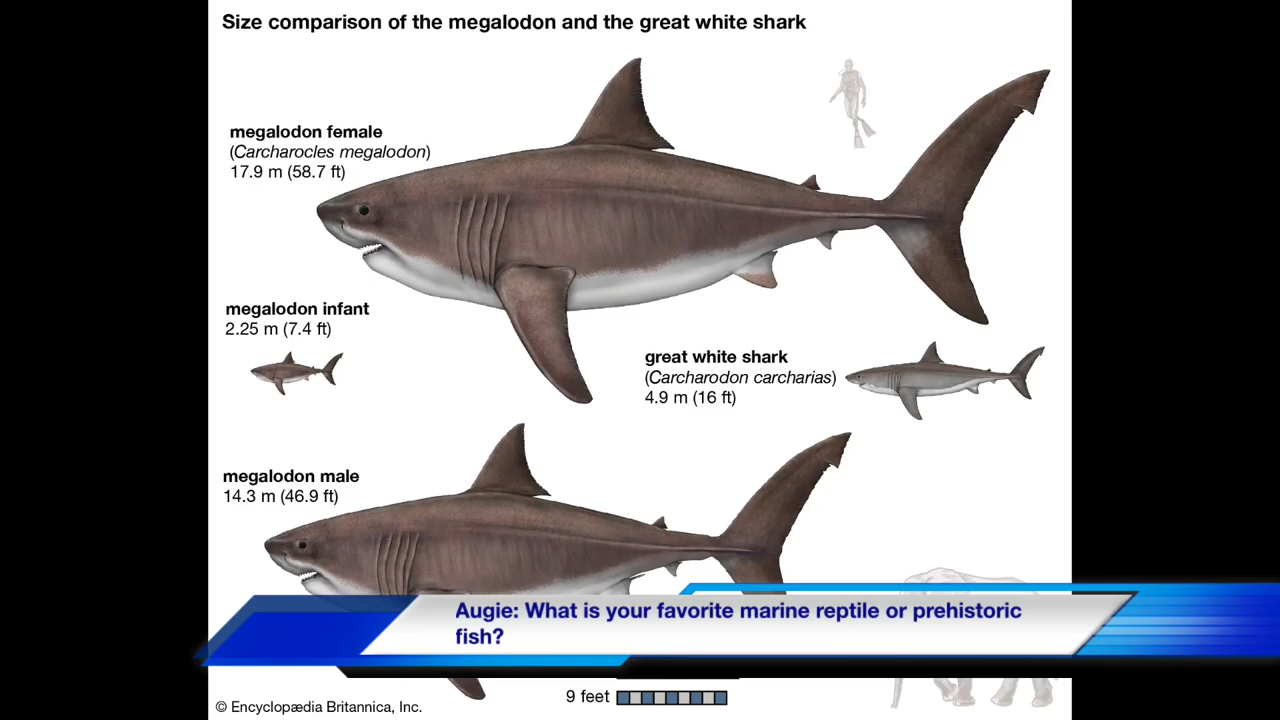 Size comparison of the megalodon and the great white shark
megalodon female
(Carcharocles megalodon)
17.9 m (58.7 ft)
megalodon infant
2.25 m (7.4 ft)
great white shark
(Carcharodon carcharias)
4.9 m (16 ft)
megalodon male
14.3 m (46.9 ft)
Augie: What is your favorite marine reptile or prehistoric
fish?
9 feet
© Encyclopædia Britannica, Inc.